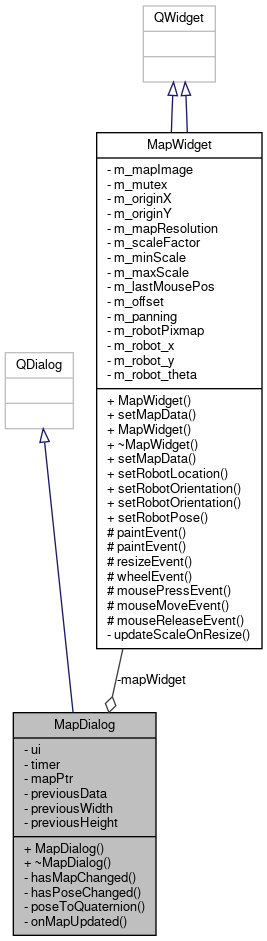 QWidget
MapWidget
- m_mapImage
- m_mutex
- m_originX
- m_originY
- m_mapResolution
- m_scaleFactor
- m_minScale
- m_maxScale
- m_lastMousePos
- m_offset
- m_panning
- m_robotPixmap
- m_robot_x
- m_robot_y
- m_robot_theta
+ MapWidget()
+ setMapData()
+ MapWidget()
+ ~MapWidget()
+ setMapData()
+ setRobotLocation()
+ setRobotOrientation()
+ setRobotOrientation()
+ setRobotPose()
# paintEvent()
# paintEvent()
# resizeEvent()
# wheelEvent()
# mousePressEvent()
# mouseMoveEvent()
# mouseReleaseEvent()
- updateScaleOnResize()
QDialog
-mapWidget
MapDialog
- ui
- timer
- mapPtr
- previousData
- previousWidth
- previousHeight
+ MapDialog()
+ ~MapDialog()
- hasMapChanged()
- hasPoseChanged()
- poseToQuaternion()
- onMapUpdated()